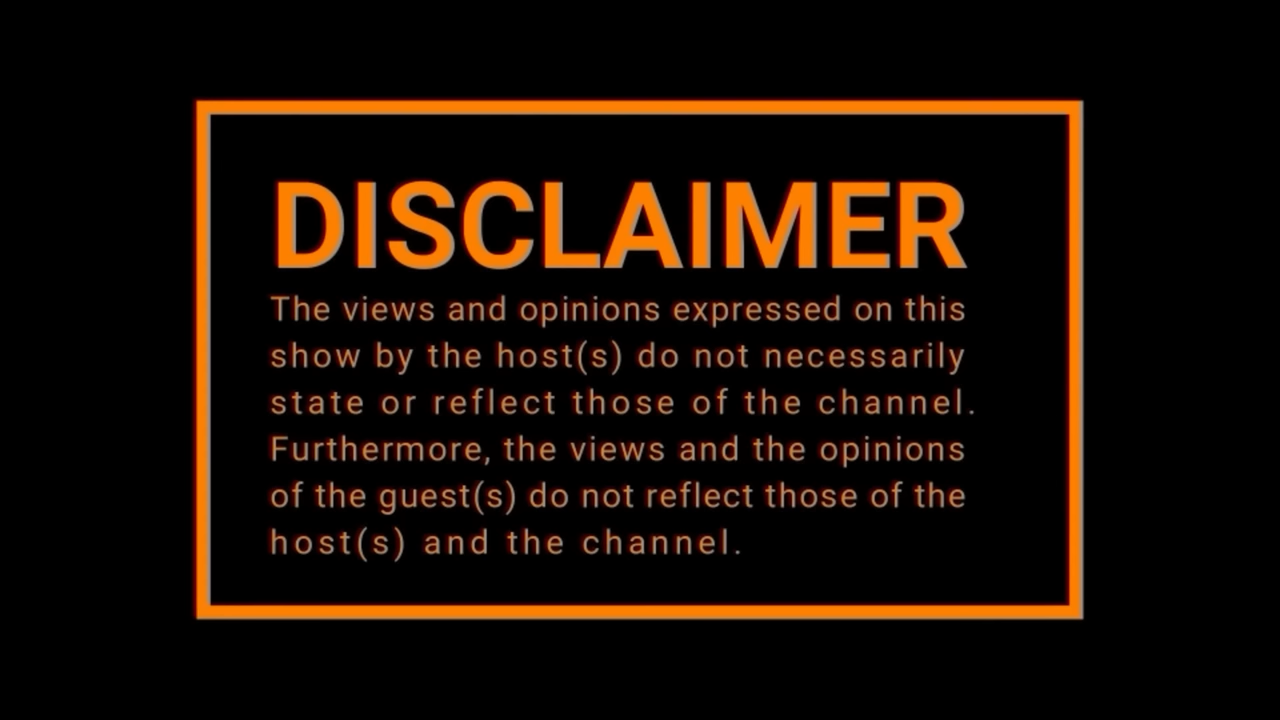 DISCLAIMER
The views and opinions expressed on this
show by the host(s) do not necessarily
state or reflect those of the channel.
Furthermore, the views and the opinions
of the guest(s) do not reflect those of the
host(s) and the channel.